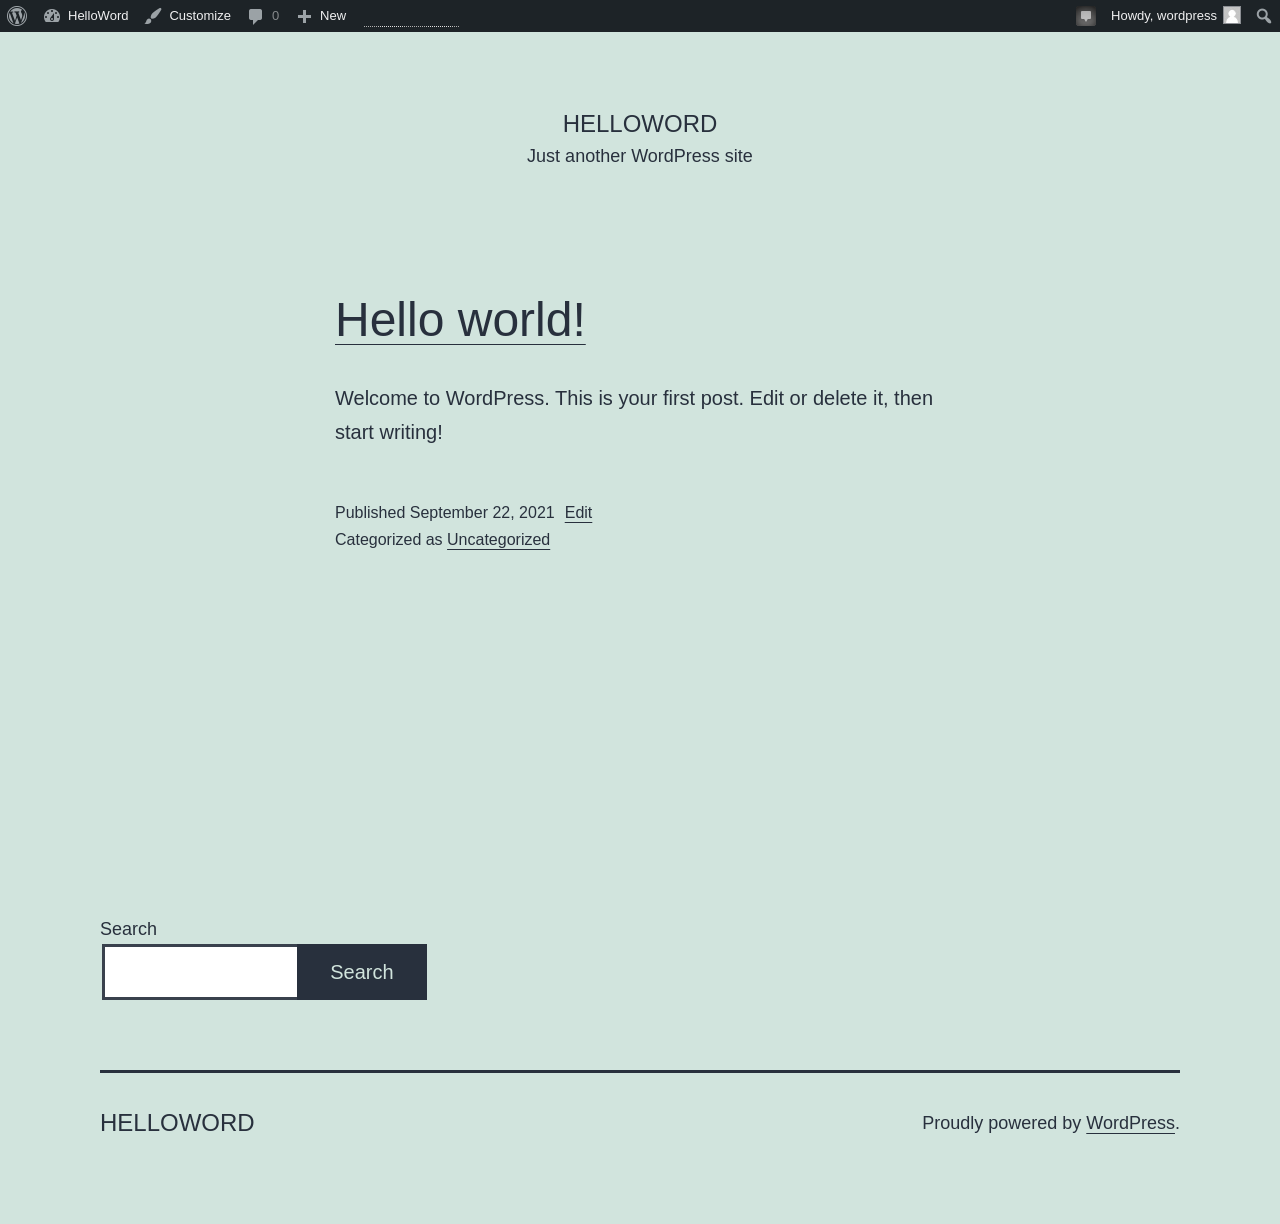 HelloWord
Customize
0
New
Howdy, wordpress
HELLOWORD
Just another WordPress site
Hello world!
Welcome to WordPress. This is your first post. Edit or delete it, then
start writing!
Published September 22, 2021 Edit
Categorized as Uncategorized
Search
Search
HELLOWORD
Proudly powered by WordPress.